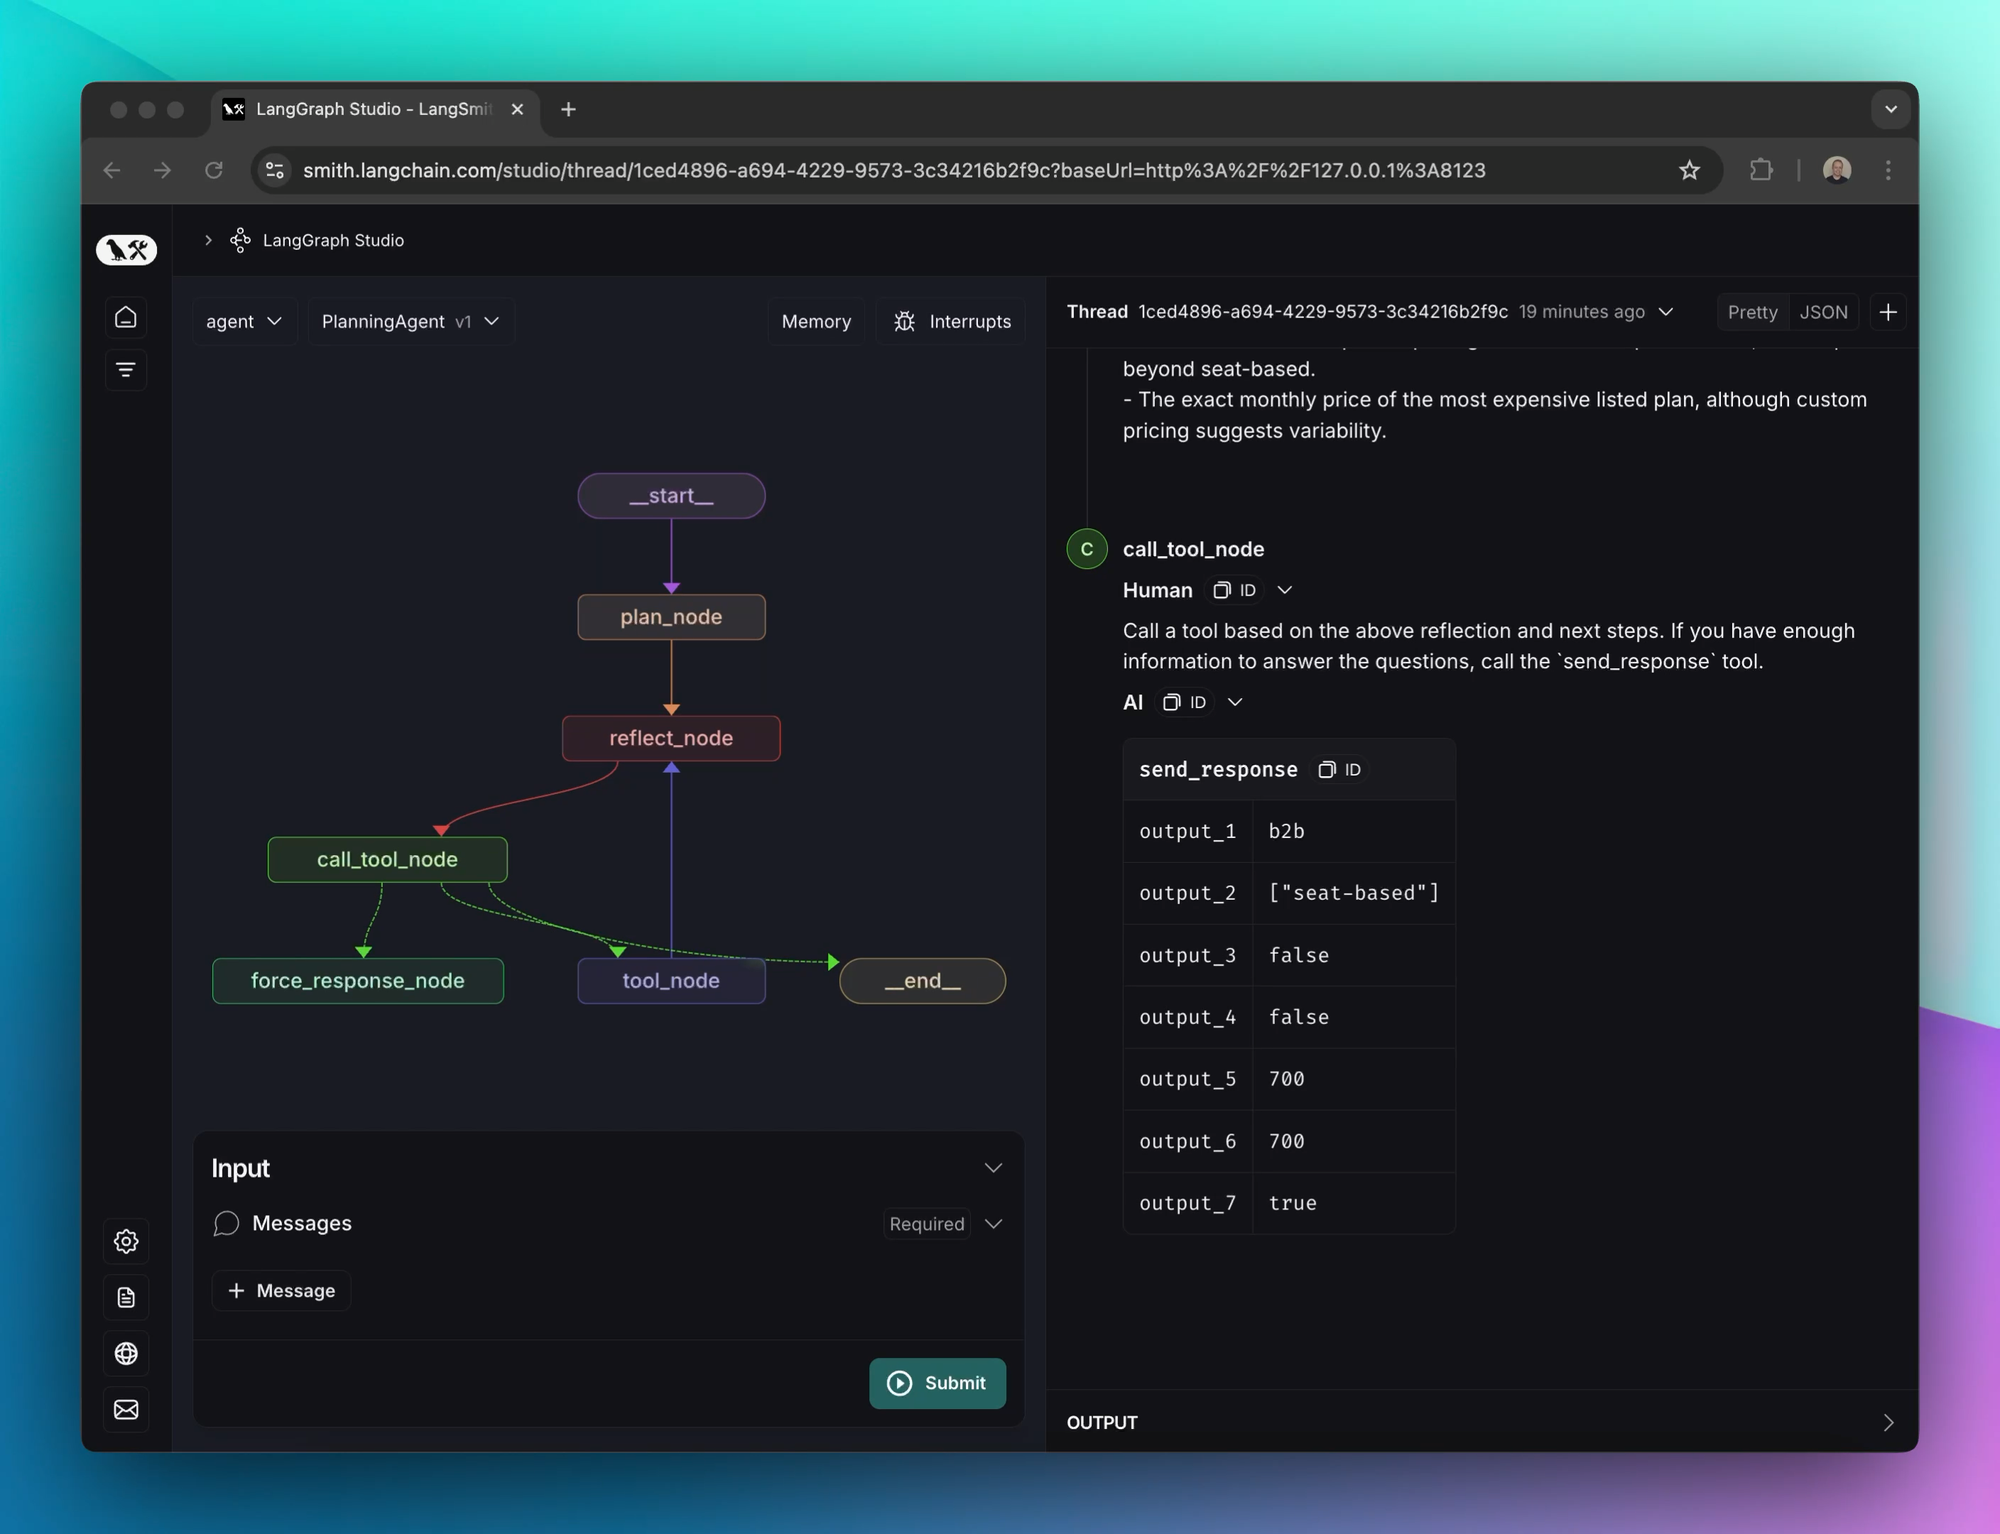 LangGraph Studio - LangSmit
smith.langchain.com/studio/thread/1ced4896-a694-4229-9573-3c34216b2f9c?baseUrl=http%3A%2F%2F127.0.0.1%3A8123
LangGraph Studio
agent
PlanningAgent v1
Memory
Interrupts
__start__
plan_node
reflect_node
call_tool_node
force_response_node
tool_node
__end__
Input
Messages
Required
+ Message
Submit
Thread 1ced4896-a694-4229-9573-3c34216b2f9c 19 minutes ago
Pretty
JSON
beyond seat-based.
- The exact monthly price of the most expensive listed plan, although custom
pricing suggests variability.
C
call_tool_node
Human ID
Call a tool based on the above reflection and next steps. If you have enough
information to answer the questions, call the `send_response` tool.
AI ID
send_response ID
output_1 b2b
output_2 ["seat-based"]
output_3 false
output_4 false
output_5 700
output_6 700
output_7 true
OUTPUT